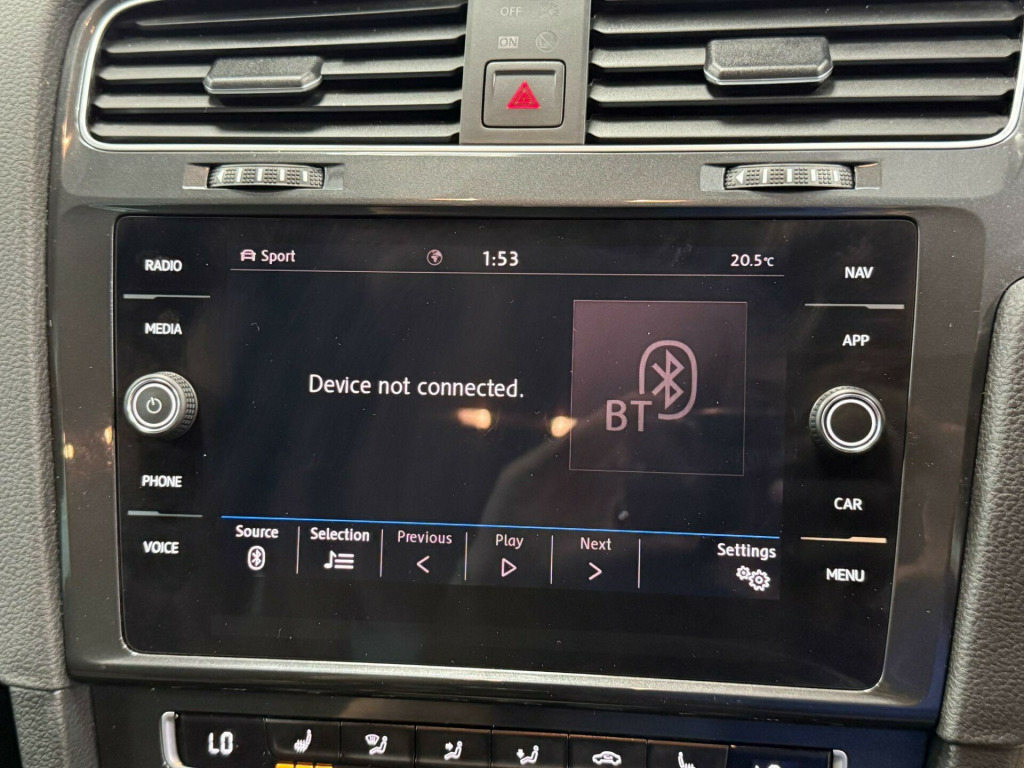 OFF
ON
RADIO
MEDIA
PHONE
VOICE
Sport
1:53
20.5°C
Device not connected.
BT
Source
Selection
Previous
Play
Next
Settings
NAV
APP
CAR
MENU
LO